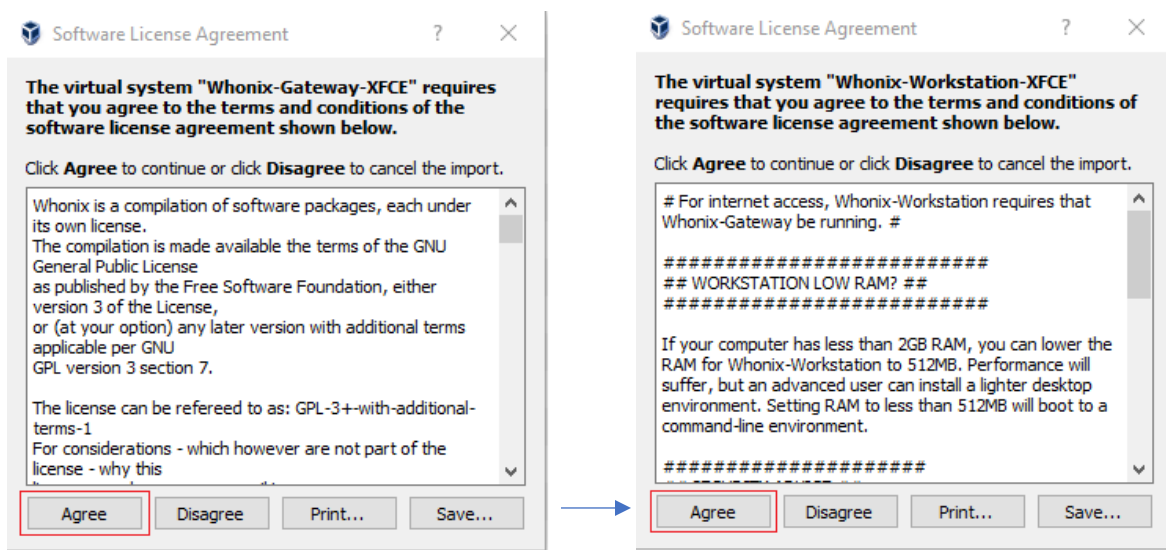 Software License Agreement
The virtual system "Whonix-Gateway-XFCE" requires
that you agree to the terms and conditions of the
software license agreement shown below.
Click Agree to continue or click Disagree to cancel the import.
Whonix is a compilation of software packages, each under
its own license.
The compilation is made available the terms of the GNU
General Public License
as published by the Free Software Foundation, either
version 3 of the License,
or (at your option) any later version with additional terms
applicable per GNU
GPL version 3 section 7.
The license can be refereed to as: GPL-3+-with-additional-
terms-1
For considerations - which however are not part of the
license - why this
Agree
Disagree
Print...
Save...
Software License Agreement
The virtual system "Whonix-Workstation-XFCE"
requires that you agree to the terms and conditions of
the software license agreement shown below.
Click Agree to continue or click Disagree to cancel the import.
# For internet access, Whonix-Workstation requires that
Whonix-Gateway be running. #
##########################
## WORKSTATION LOW RAM? ##
##########################
If your computer has less than 2GB RAM, you can lower the
RAM for Whonix-Workstation to 512MB. Performance will
suffer, but an advanced user can install a lighter desktop
environment. Setting RAM to less than 512MB will boot to a
command-line environment.
#####################
Agree
Disagree
Print...
Save...